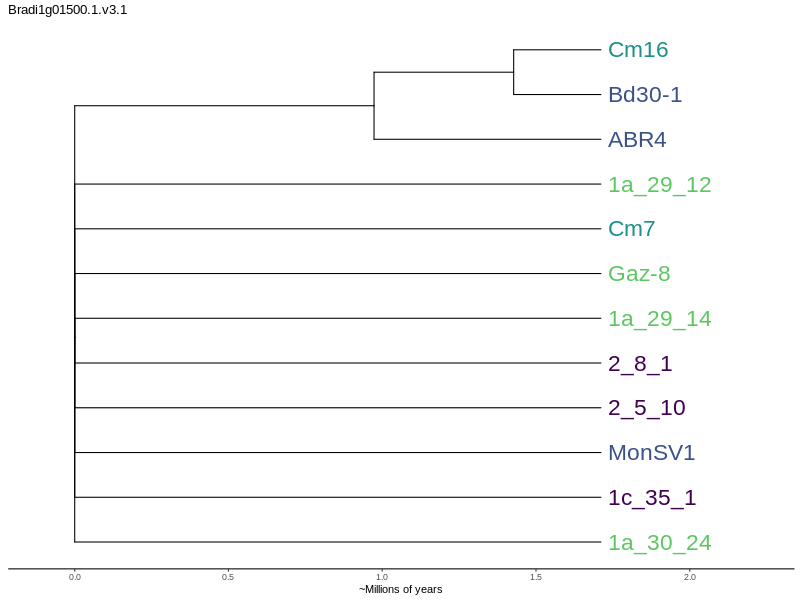 Bradi1g01500.1.v3.1
Cm16
Bd30-1
ABR4
1a_29_12
Cm7
Gaz-8
1a_29_14
2_8_1
2_5_10
MonSV1
1c_35_1
1a_30_24
0.0 0.5 1.0 1.5 2.0
~Millions of years